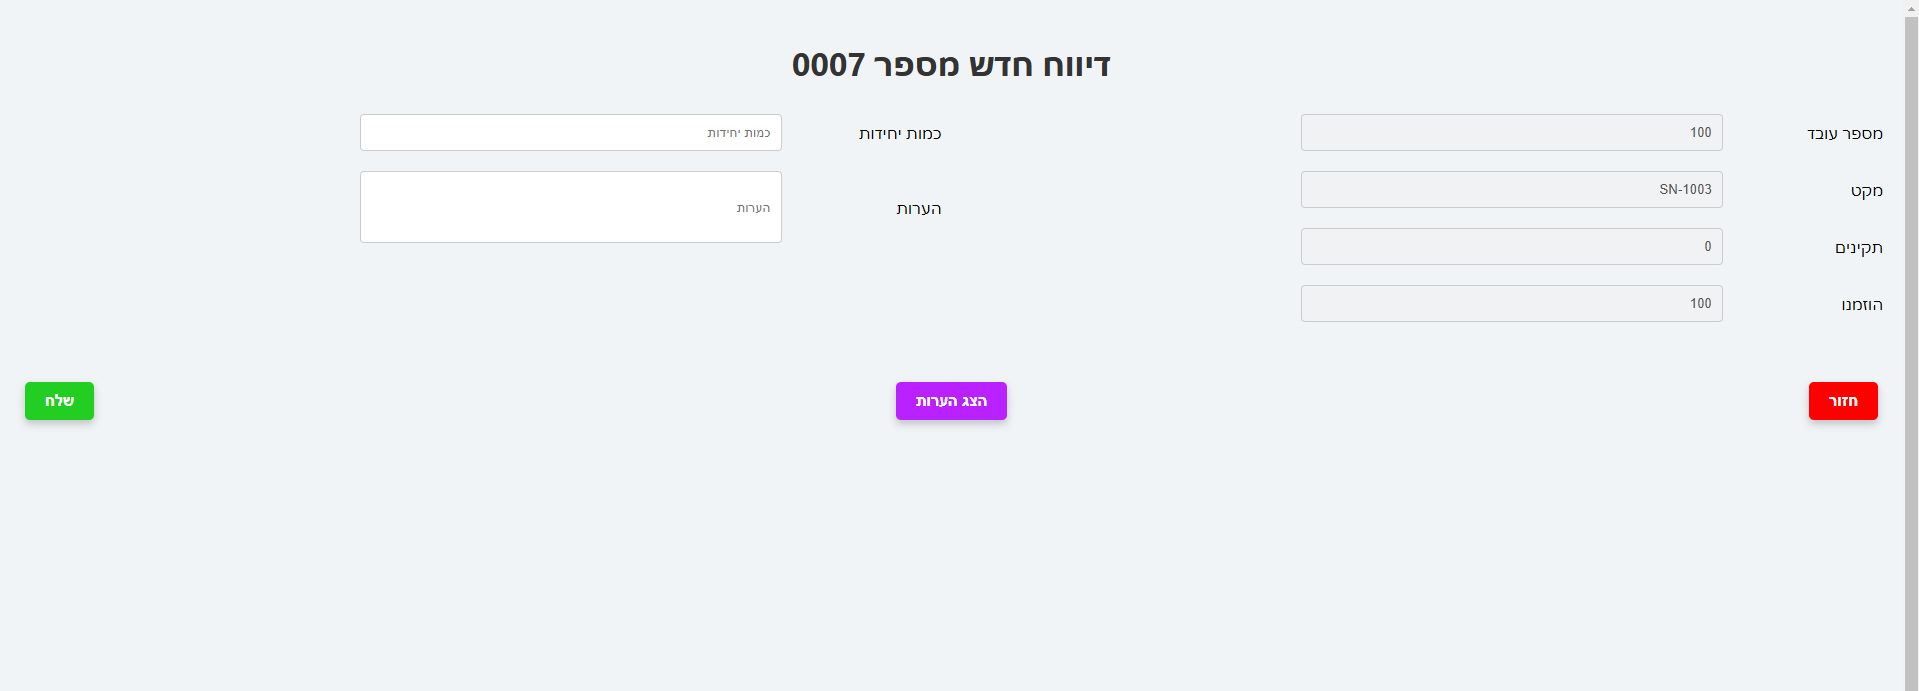 דיווח חדש מספר 0007
מספר עובד
100
מקט
SN-1003
תקינים
0
הוזמנו
100
כמות יחידות
כמות יחידות
הערות
הערות
חזור
הצג הערות
שלח